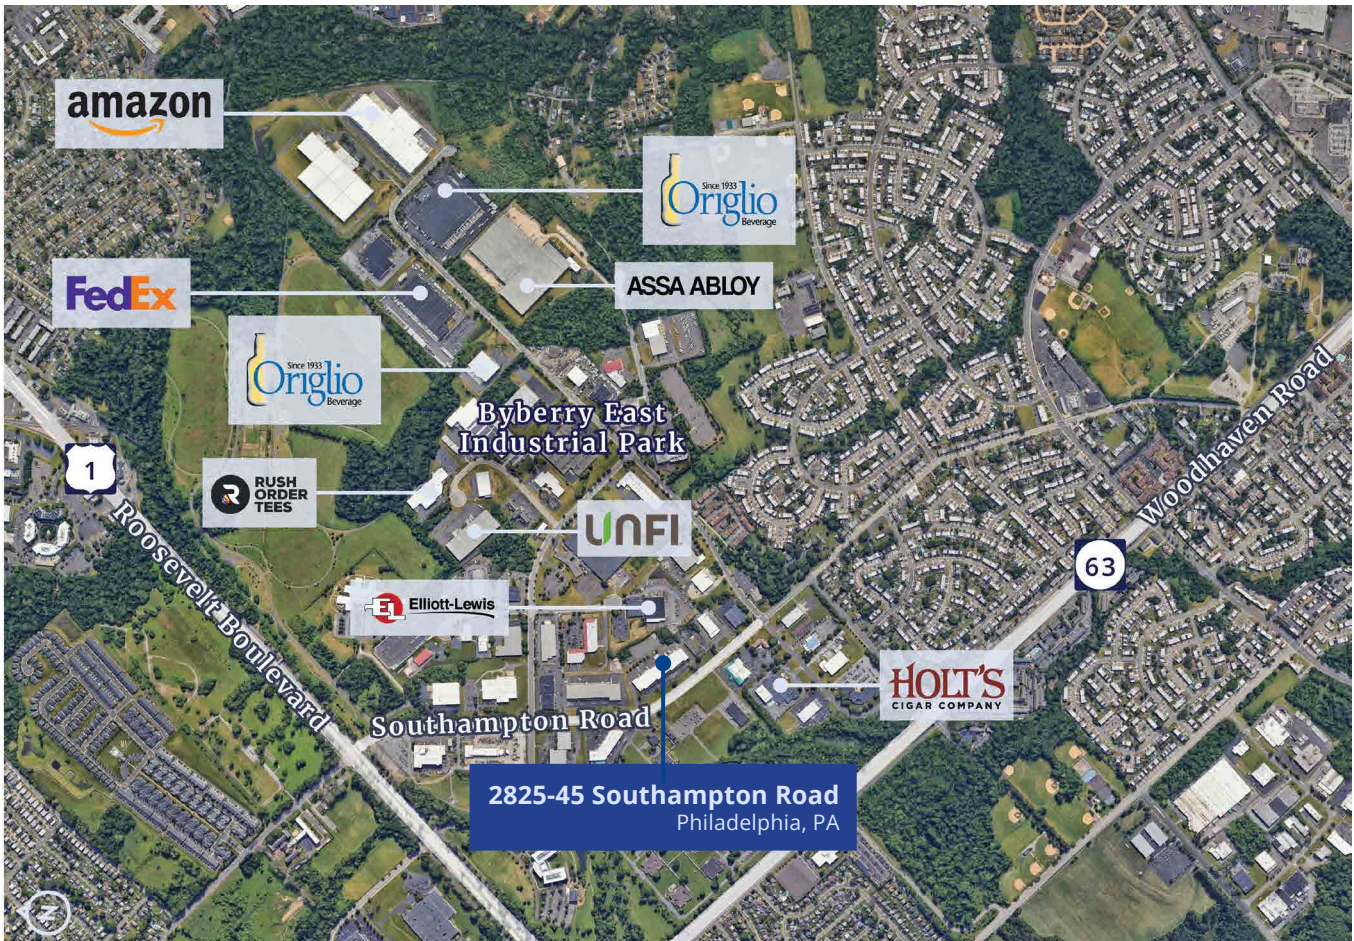 amazon
Since 1933
Origlio
Beverage
FedEx
ASSA ABLOY
Since 1933
Origlio
Beverage
Byberry East
Industrial Park
1
RUSH
ORDER
TEES
UNFI
Woodhaven Road
63
Roosevelt Boulevard
EL Elliott-Lewis
HOLT'S
CIGAR COMPANY
Southampton Road
2825-45 Southampton Road
Philadelphia, PA
N